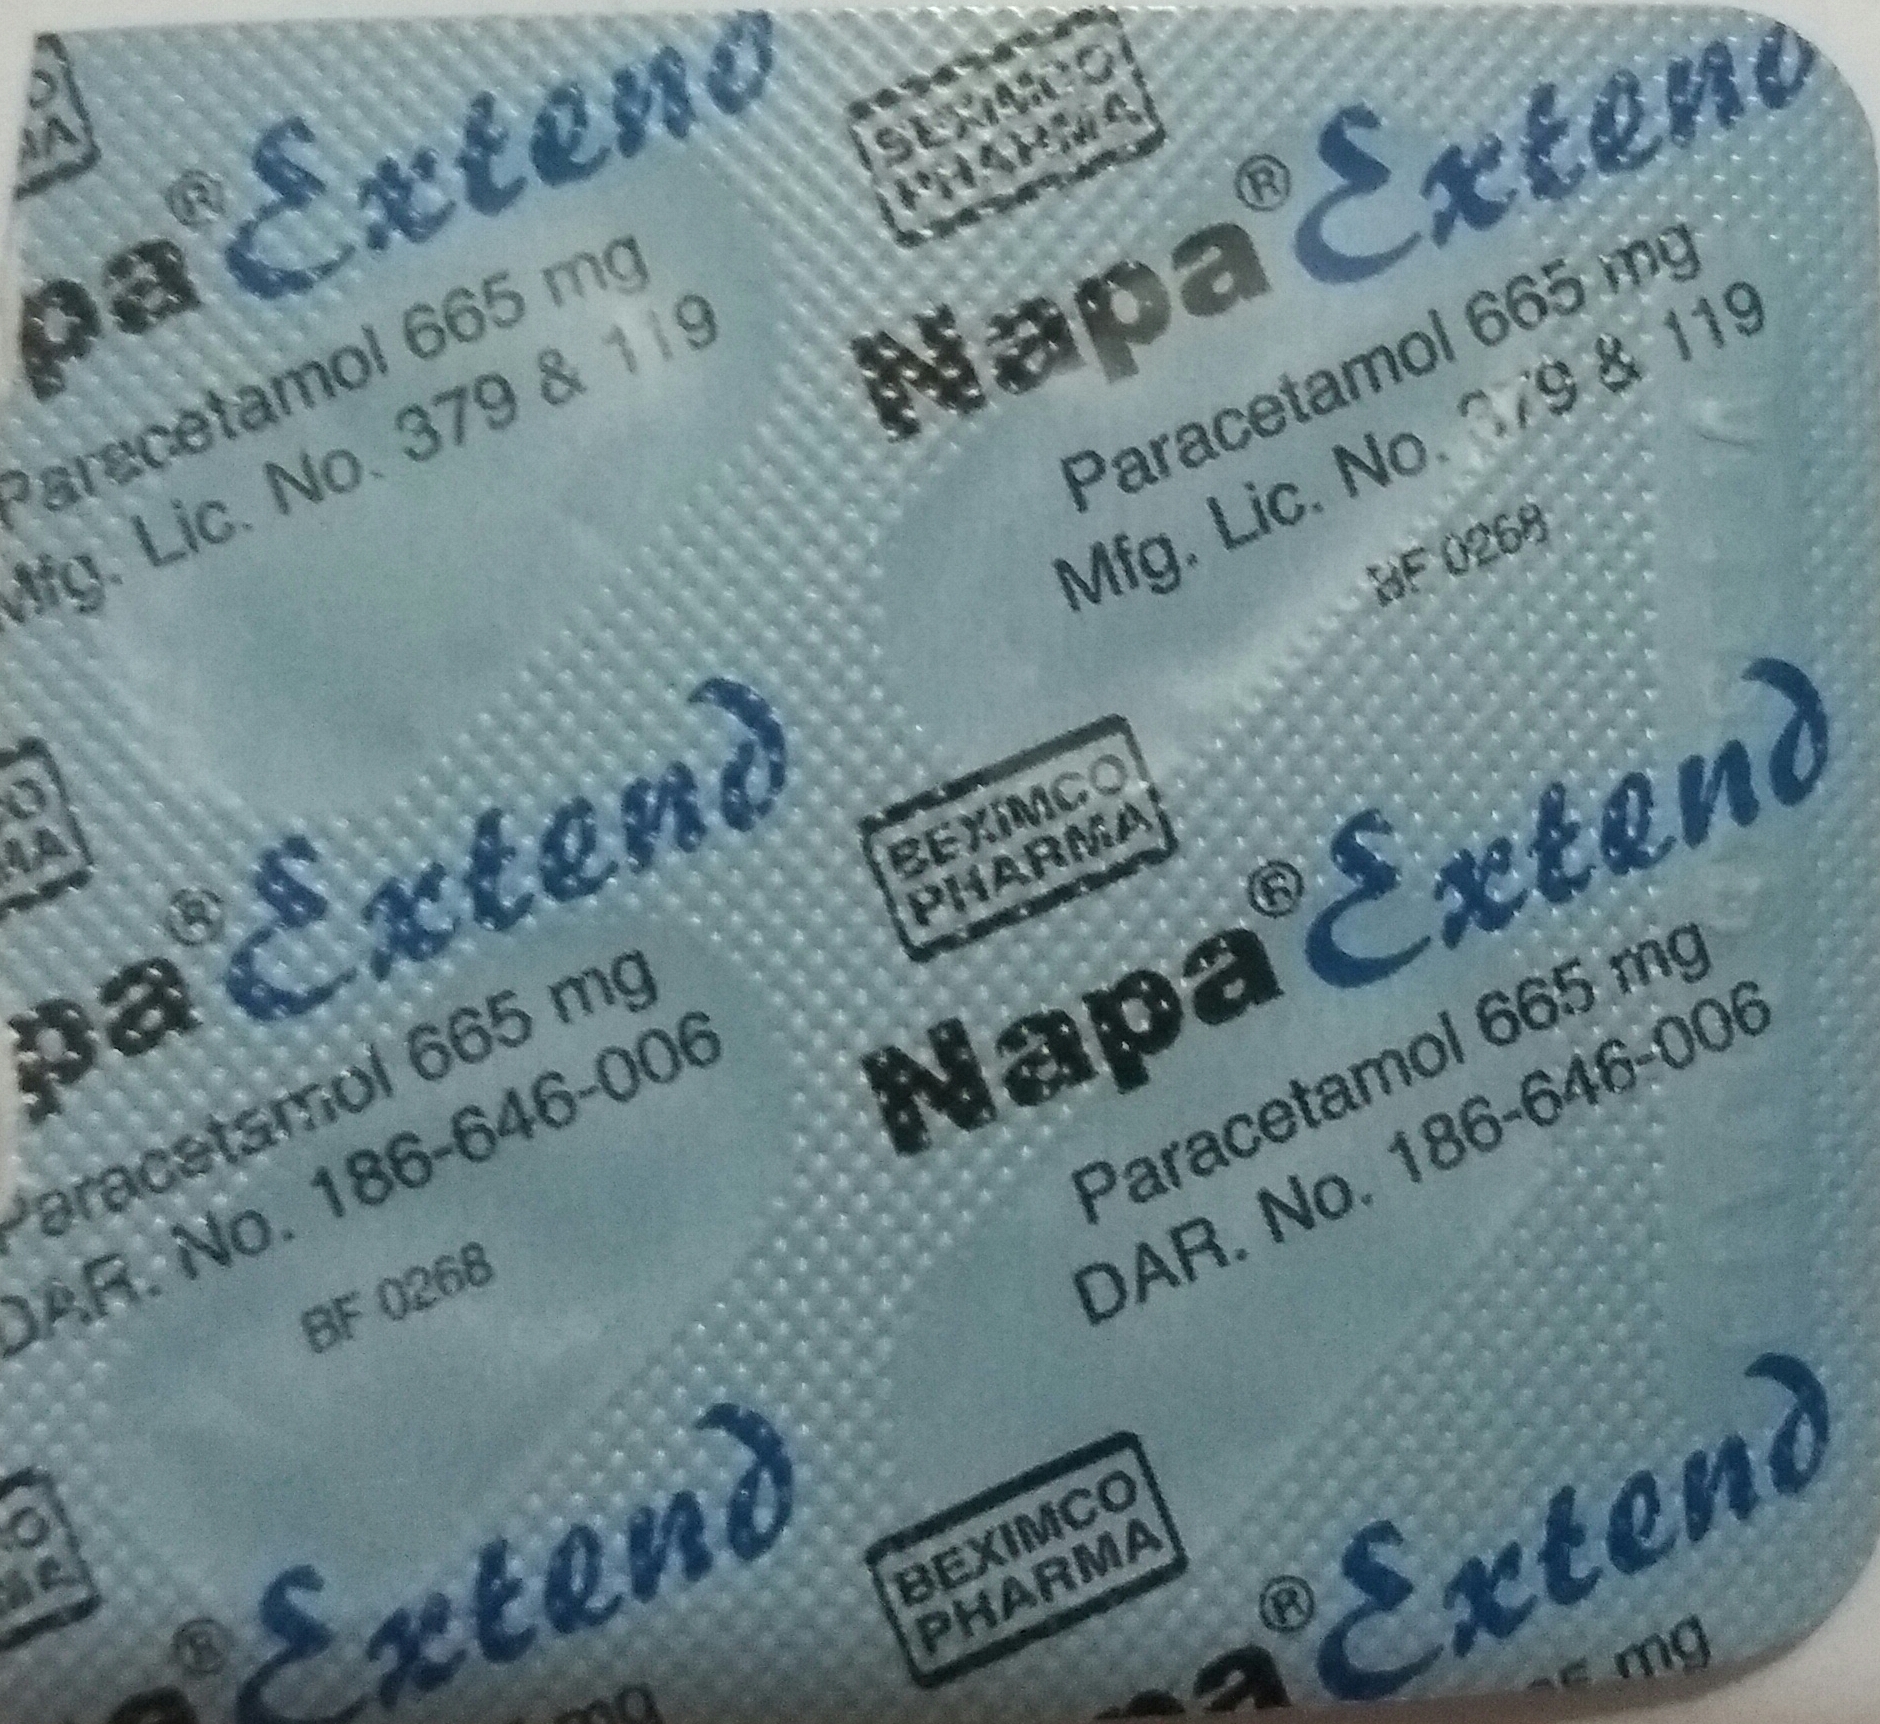 O
MA
pa® Extend
Paracetamol 665 mg
Mfg. Lic. No. 379 & 119
BEXIMCO
PHARMA
Napa® Extend
Paracetamol 665 mg
Mfg. Lic. No. 379 & 119
BF 0268
CO
MA
pa® Extend
Paracetamol 665 mg
DAR. No. 186-646-006
BF 0268
BEXIMCO
PHARMA
Napa® Extend
Paracetamol 665 mg
DAR. No. 186-646-006
CO
MA
a® Extend
mg
BEXIMCO
PHARMA
pa® Extend
65 mg